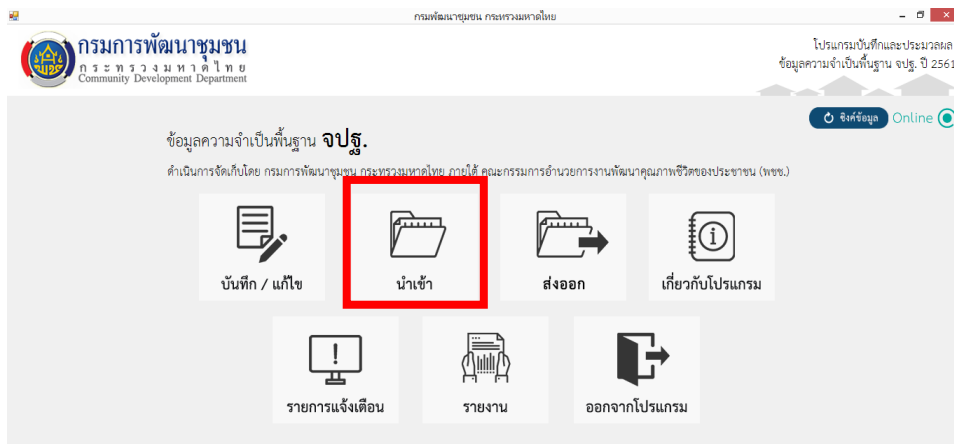 กรมพัฒนาชุมชน กระทรวงมหาดไทย
กรมการพัฒนาชุมชน
กระทรวงมหาดไทย
Community Development Department
โปรแกรมบันทึกและประมวลผล
ข้อมูลความจำเป็นพื้นฐาน จปฐ. ปี 2561
ซิงค์ข้อมูล Online
ข้อมูลความจำเป็นพื้นฐาน จปฐ.
ดำเนินการจัดเก็บโดย กรมการพัฒนาชุมชน กระทรวงมหาดไทย ภายใต้ คณะกรรมการอำนวยการงานพัฒนาคุณภาพชีวิตของประชาชน (พชช.)
บันทึก / แก้ไข นำเข้า ส่งออก เกี่ยวกับโปรแกรม
รายการแจ้งเตือน รายงาน ออกจากโปรแกรม